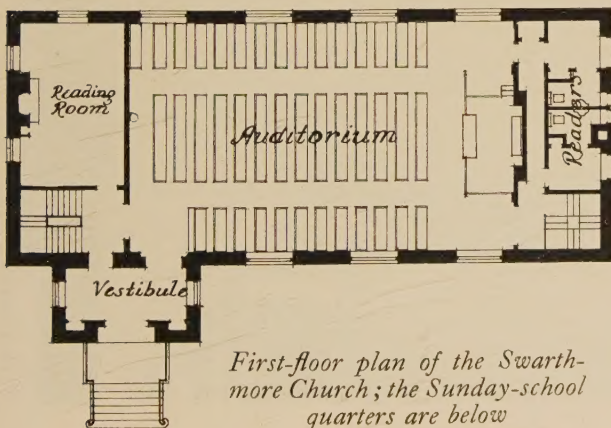 Reading
Room
Auditorium
Readers
Vestibule
First-floor plan of the Swarth-
more Church; the Sunday-school
quarters are below